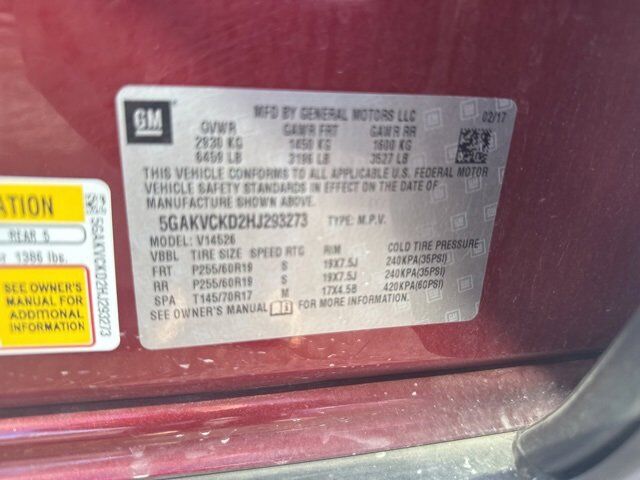 GM
MFD BY GENERAL MOTORS LLC 02/17
GVWR GAWR FRT GAWR RR
2930 KG 1450 KG 1600 KG
6459 LB 3196 LB 3527 LB
THIS VEHICLE CONFORMS TO ALL APPLICABLE U.S. FEDERAL MOTOR
VEHICLE SAFETY STANDARDS IN EFFECT ON THE DATE OF
MANUFACTURE SHOWN ABOVE.
5GAKVCKD2HJ293273 TYPE: M.P.V.
MODEL: V14526
VBBL TIRE SIZE SPEED RTG RIM COLD TIRE PRESSURE
FRT P255/60R19 S 19X7.5J 240KPA(35PSI)
RR P255/60R19 S 19X7.5J 240KPA(35PSI)
SPA T145/70R17 M 17X4.5B 420KPA(60PSI)
SEE OWNER'S MANUAL FOR MORE INFORMATION.
ATION
REAR 5
1386 lbs.
SEE OWNER'S
MANUAL FOR
ADDITIONAL
INFORMATION
5GAKVCKD2HJ293273